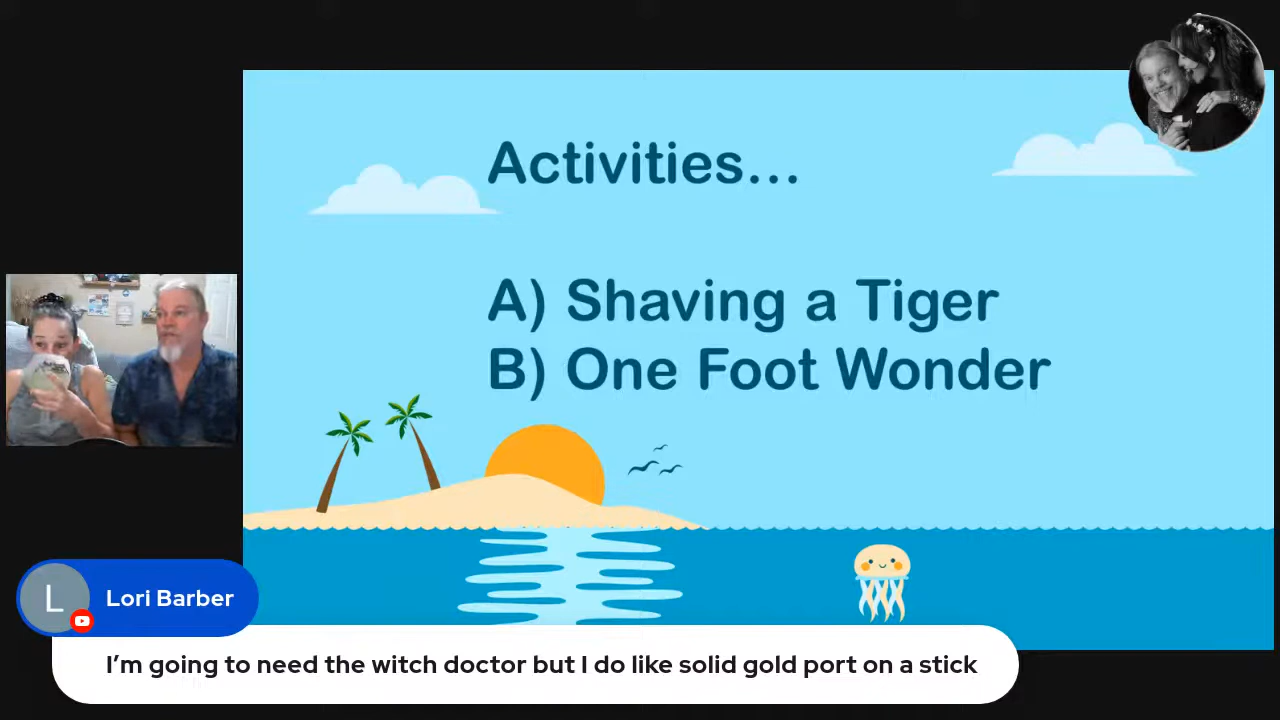 Activities...
A) Shaving a Tiger
B) One Foot Wonder
L
Lori Barber
I’m going to need the witch doctor but I do like solid gold port on a stick